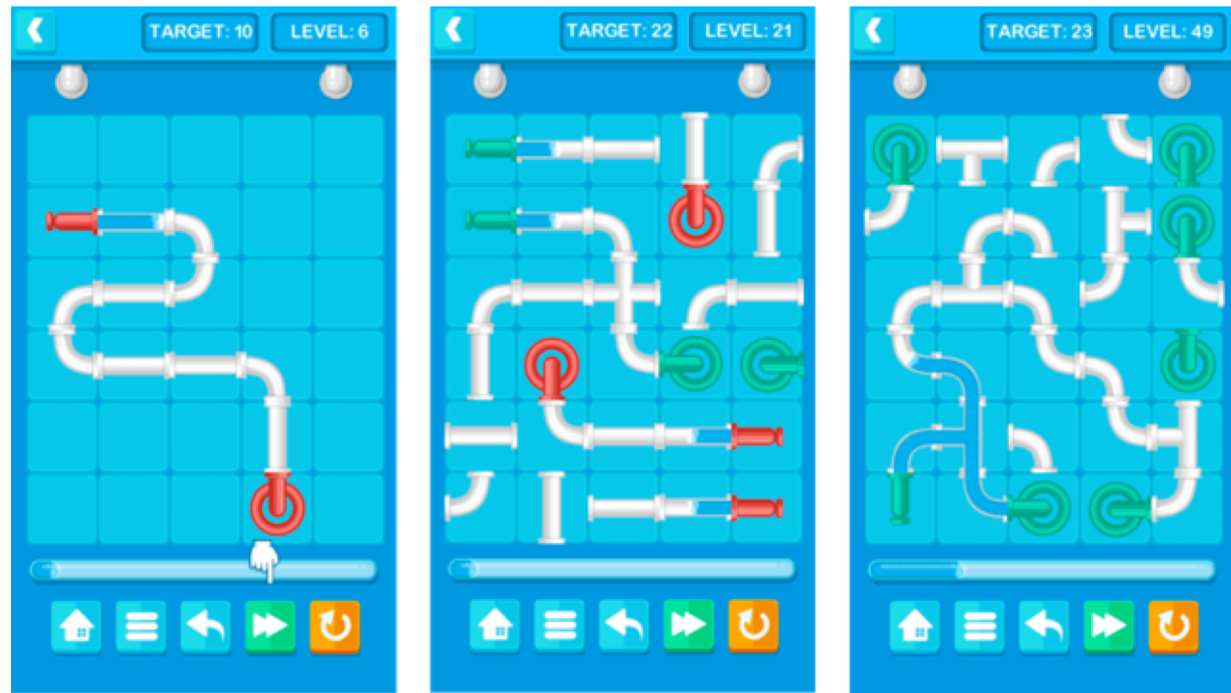 TARGET: 10
LEVEL: 6
TARGET: 22
LEVEL: 21
TARGET: 23
LEVEL: 49